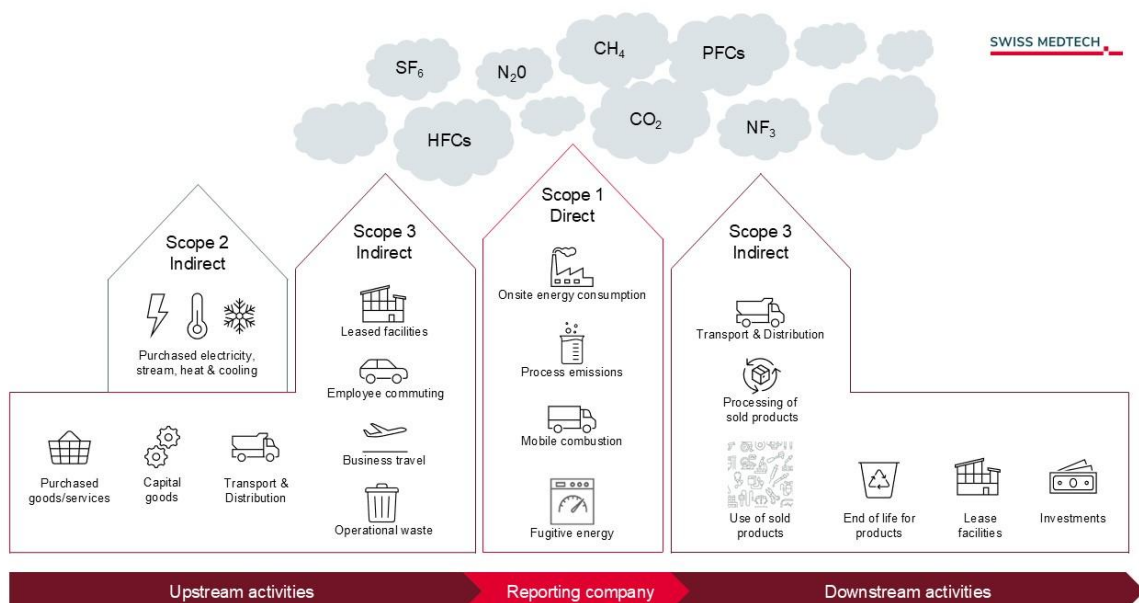 SWISS MEDTECH
SF₆
N₂0
CH₄
PFCs
HFCs
CO₂
NF₃
Scope 2
Indirect
Purchased electricity,
stream, heat & cooling
Scope 3
Indirect
Leased facilities
Employee commuting
Business travel
Operational waste
Purchased
goods/services
Capital
goods
Transport &
Distribution
Scope 1
Direct
Onsite energy consumption
Process emissions
Mobile combustion
Fugitive energy
Scope 3
Indirect
Transport & Distribution
Processing of
sold products
Use of sold
products
End of life for
products
Lease
facilities
Investments
Upstream activities
Reporting company
Downstream activities